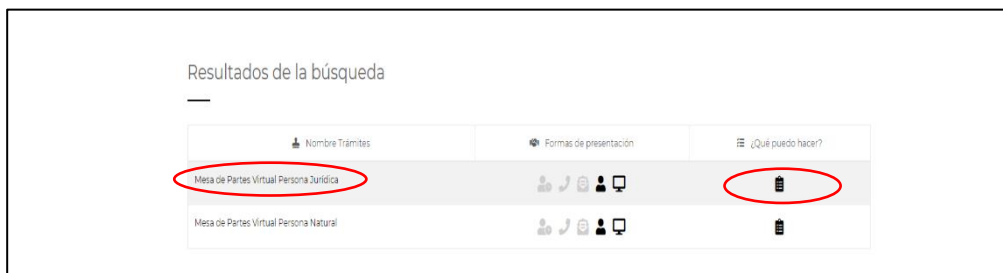 Resultados de la búsqueda
Nombre Trámites Formas de presentación ¿Qué puedo hacer?
Mesa de Partes Virtual Persona Jurídica
Mesa de Partes Virtual Persona Natural